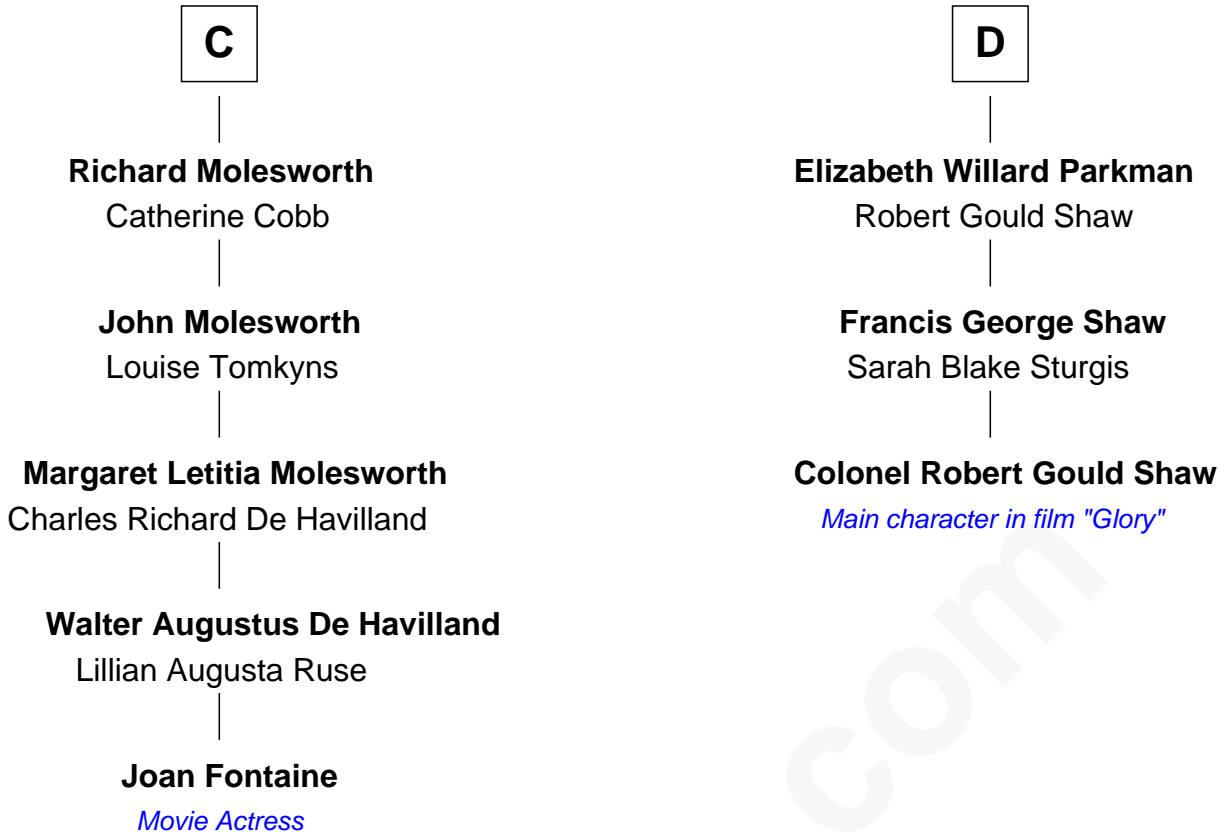 C
Richard Molesworth
Catherine Cobb
John Molesworth
Louise Tomkyns
Margaret Letitia Molesworth
Charles Richard De Havilland
Walter Augustus De Havilland
Lillian Augusta Ruse
Joan Fontaine
Movie Actress
D
Elizabeth Willard Parkman
Robert Gould Shaw
Francis George Shaw
Sarah Blake Sturgis
Colonel Robert Gould Shaw
Main character in film "Glory"
com